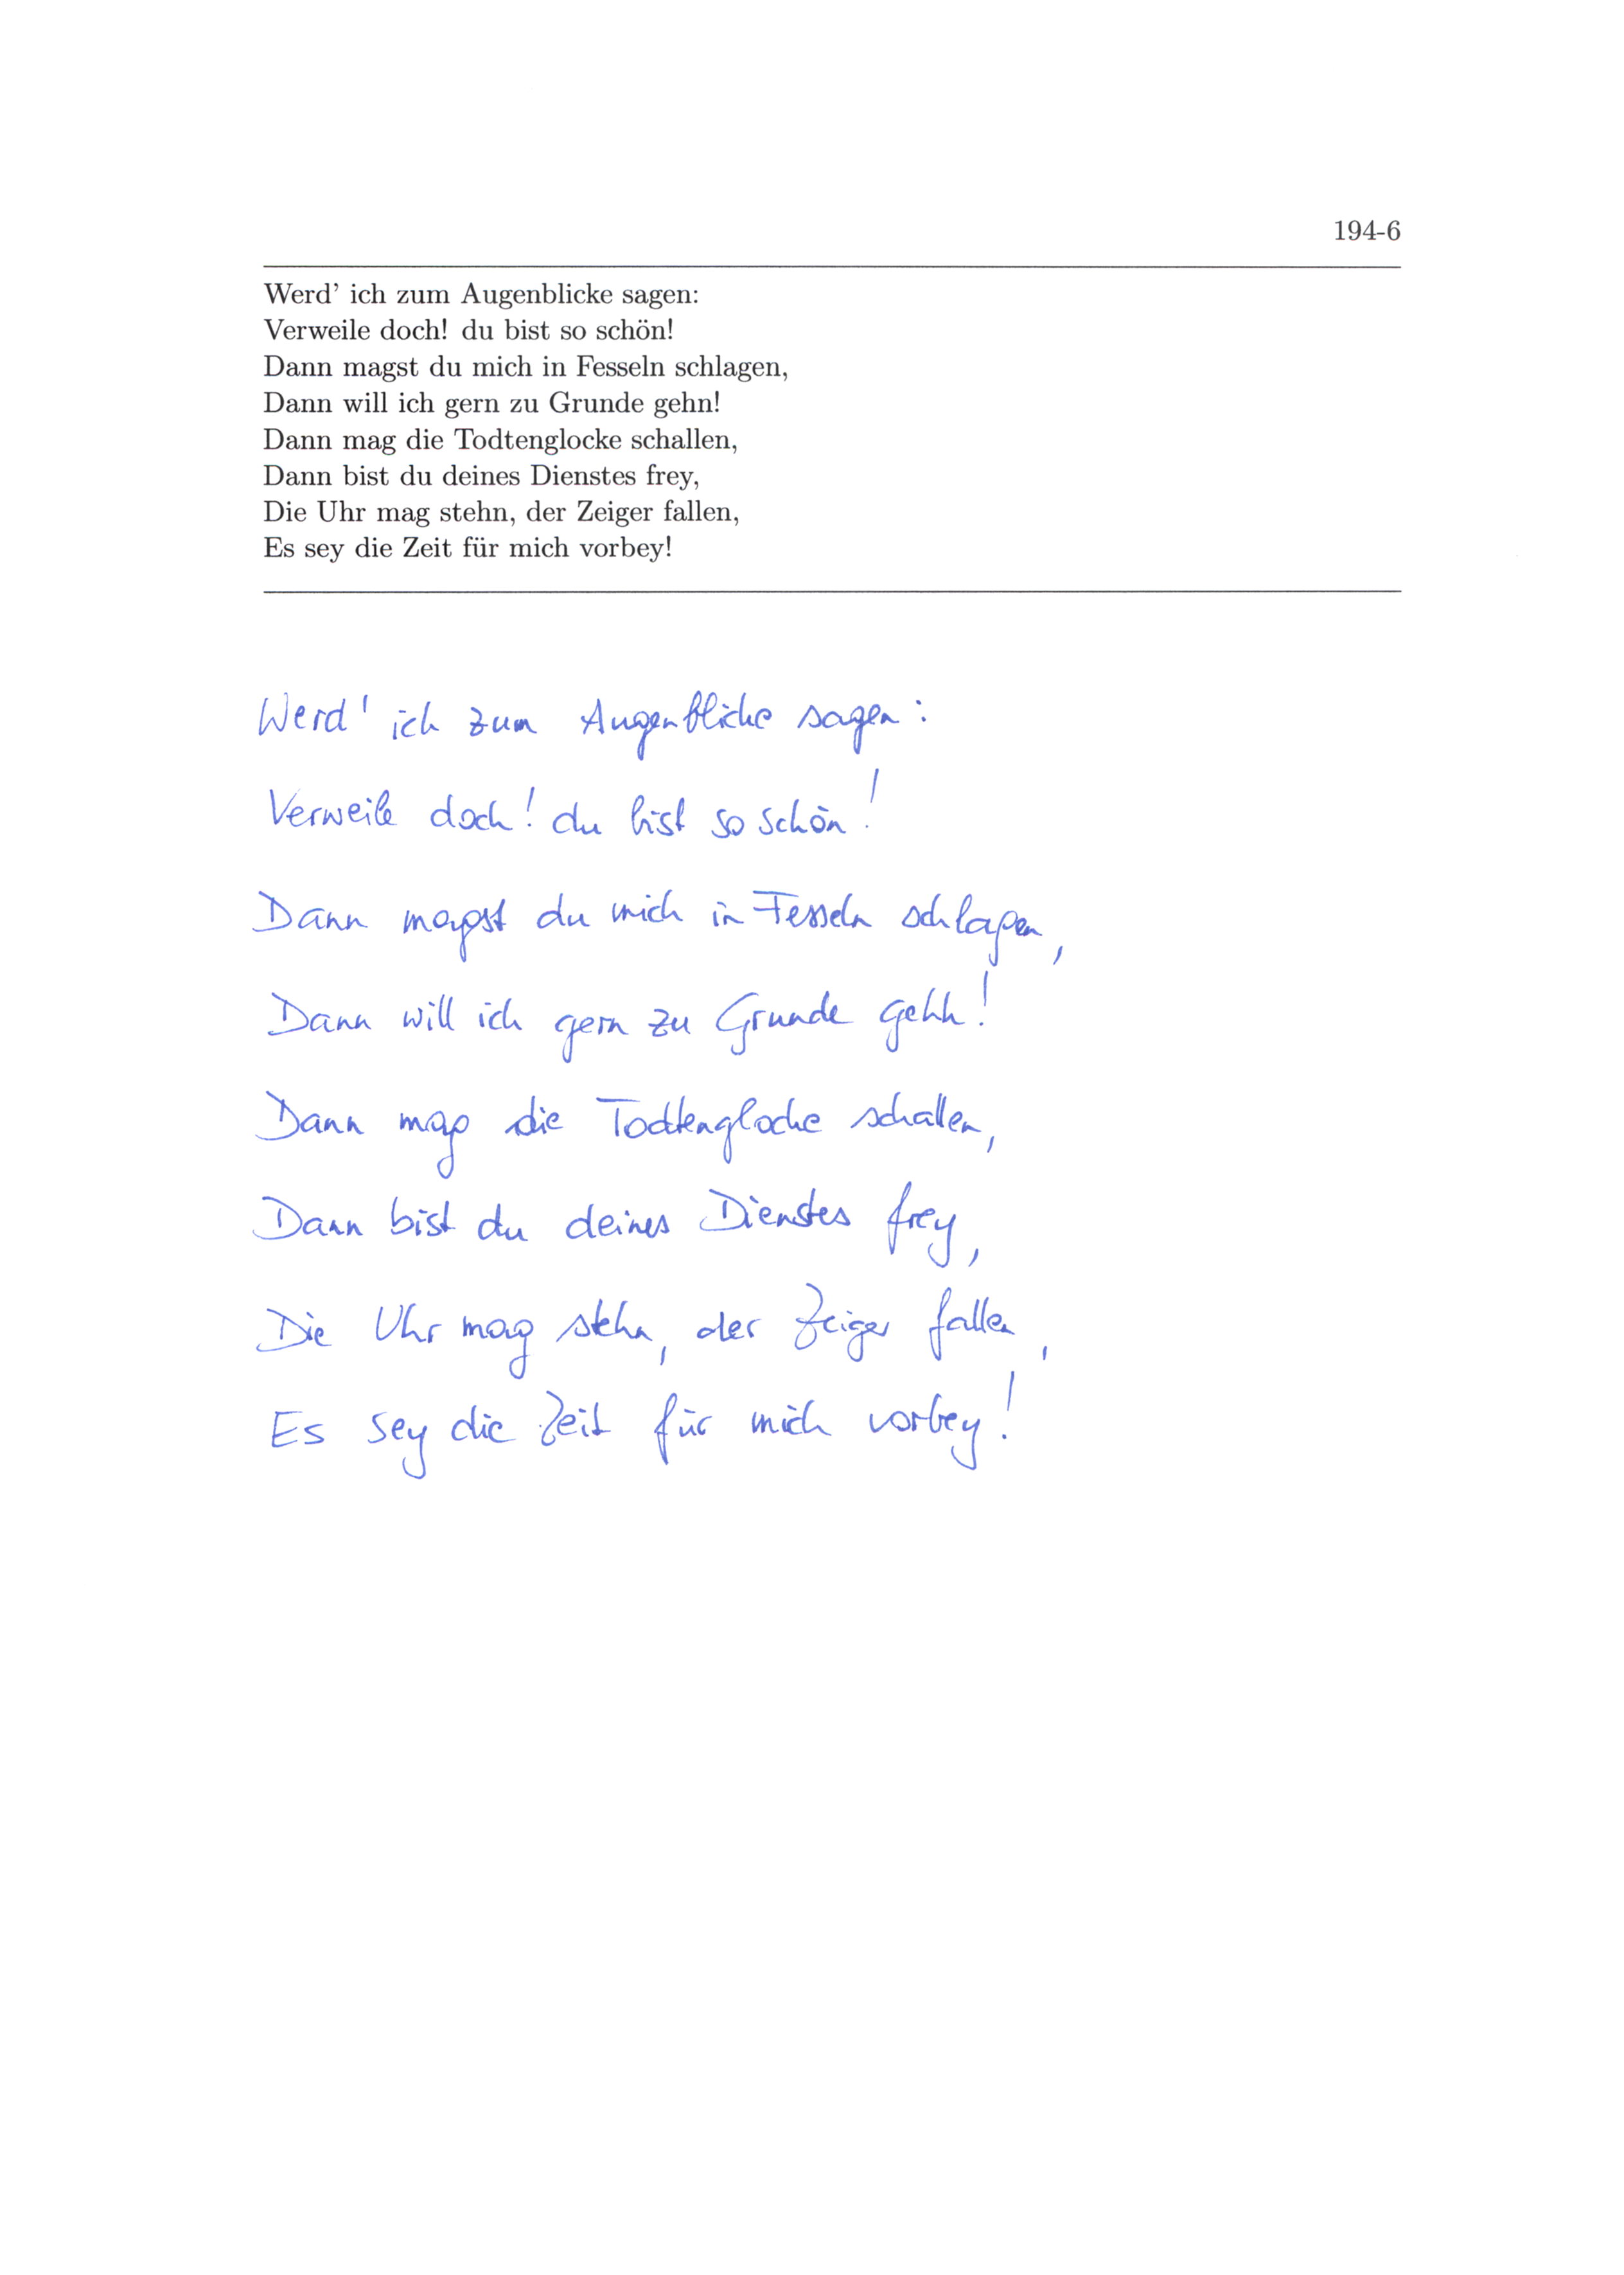 194-6
Werd' ich zum Augenblicke sagen:
Verweile doch! du bist so schön!
Dann magst du mich in Fesseln schlagen,
Dann will ich gern zu Grunde gehn!
Dann mag die Todtenglocke schallen,
Dann bist du deines Dienstes frey,
Die Uhr mag stehn, der Zeiger fallen,
Es sey die Zeit für mich vorbey!
Werd' ich zum Augenblicke sagen:
Verweile doch! du bist so schön!
Dann magst du mich in Fesseln schlagen,
Dann will ich gern zu Grunde gehn!
Dann mag die Todtenglocke schallen,
Dann bist du deines Dienstes frey,
Die Uhr mag stehn, der Zeiger fallen,
Es sey die Zeit für mich vorbey!